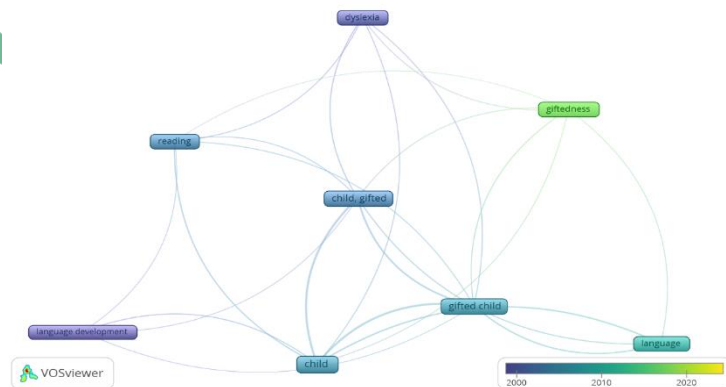 dyslexia
giftedness
reading
child, gifted
gifted child
language development
language
child
VOSviewer
2000 2010 2020